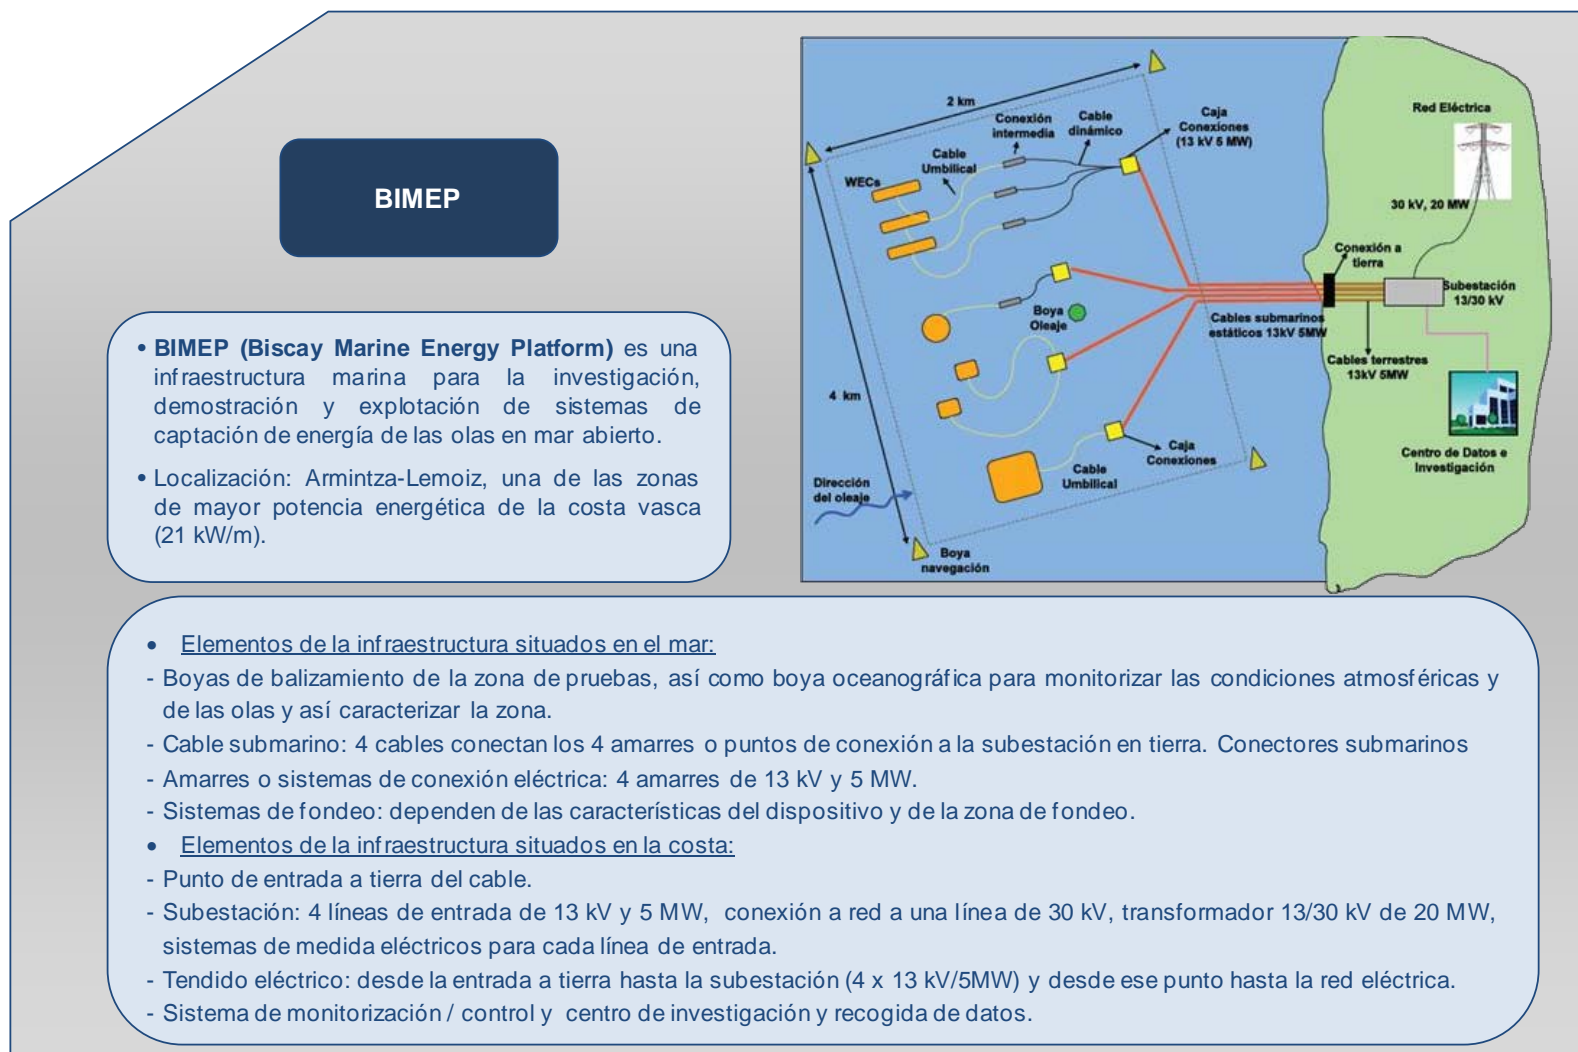 BIMEP
• BIMEP (Biscay Marine Energy Platform) es una
infraestructura marina para la investigación,
demostración y explotación de sistemas de
captación de energía de las olas en mar abierto.
• Localización: Armintza-Lemoiz, una de las zonas
de mayor potencia energética de la costa vasca
(21 kW/m).
2 km
Conexión
intermedia
Cable
dinámico
Caja
Conexiones
(13 kV 5 MW)
Cable
Umbilical
WECs
Red Eléctrica
30 kV, 20 MW
Conexión a
tierra
Subestación
13/30 kV
Boya
Oleaje
Cables submarinos
estáticos 13kV 5MW
Cables terrestres
13kV 5MW
4 km
Caja
Conexiones
Cable
Umbilical
Centro de Datos e
Investigación
Dirección
del oleaje
Boya
navegación
• Elementos de la infraestructura situados en el mar:
- Boyas de balizamiento de la zona de pruebas, así como boya oceanográfica para monitorizar las condiciones atmosféricas y
de las olas y así caracterizar la zona.
- Cable submarino: 4 cables conectan los 4 amarres o puntos de conexión a la subestación en tierra. Conectores submarinos
- Amarres o sistemas de conexión eléctrica: 4 amarres de 13 kV y 5 MW.
- Sistemas de fondeo: dependen de las características del dispositivo y de la zona de fondeo.
• Elementos de la infraestructura situados en la costa:
- Punto de entrada a tierra del cable.
- Subestación: 4 líneas de entrada de 13 kV y 5 MW, conexión a red a una línea de 30 kV, transformador 13/30 kV de 20 MW,
sistemas de medida eléctricos para cada línea de entrada.
- Tendido eléctrico: desde la entrada a tierra hasta la subestación (4 x 13 kV/5MW) y desde ese punto hasta la red eléctrica.
- Sistema de monitorización / control y centro de investigación y recogida de datos.